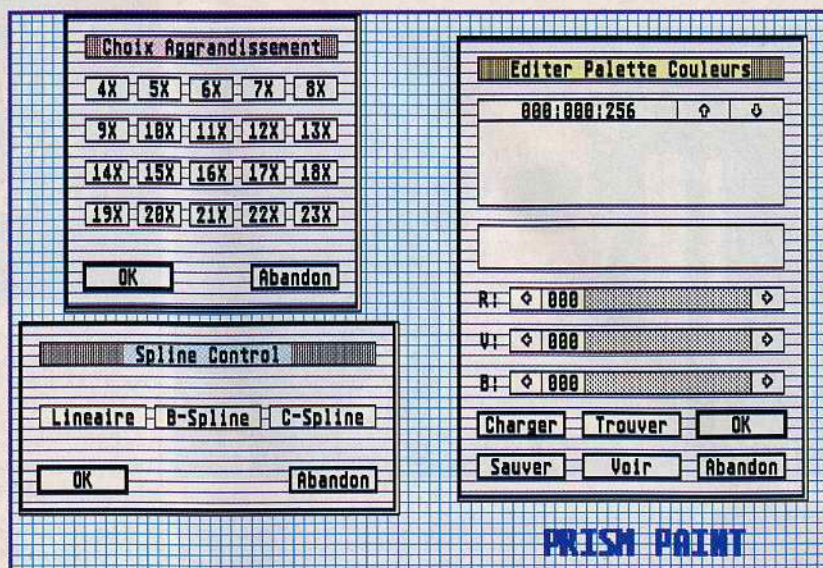 Choix Aggrandissement
4X 5X 6X 7X 8X
9X 10X 11X 12X 13X
14X 15X 16X 17X 18X
19X 20X 21X 22X 23X
OK Abandon
Spline Control
Lineaire B-Spline C-Spline
OK Abandon
Editer Palette Couleurs
000:000:256
R: 000
V: 000
B: 000
Charger Trouver OK
Sauver Voir Abandon
PRISM PAINT